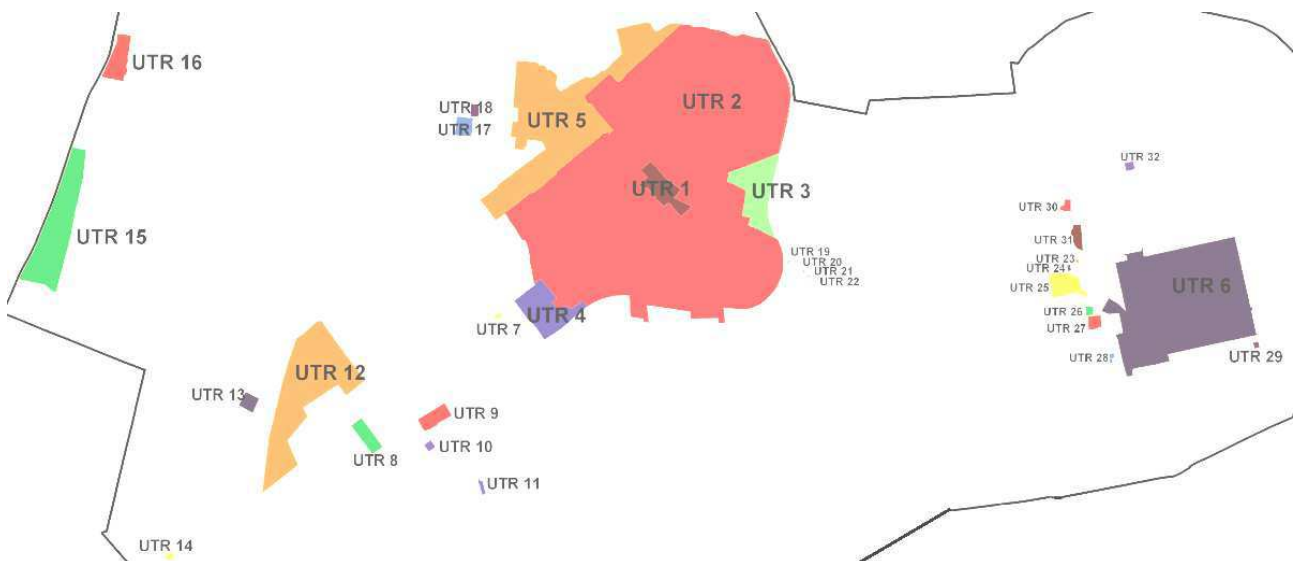 UTR 16
UTR 2
UTR 18
UTR 5
UTR 17
UTR 32
UTR 1
UTR 3
UTR 30
UTR 15
UTR 31
UTR 19
UTR 23
UTR 20
UTR 24
UTR 21
UTR 22
UTR 25
UTR 6
UTR 4
UTR 26
UTR 7
UTR 27
UTR 28
UTR 29
UTR 12
UTR 13
UTR 9
UTR 10
UTR 8
UTR 11
UTR 14